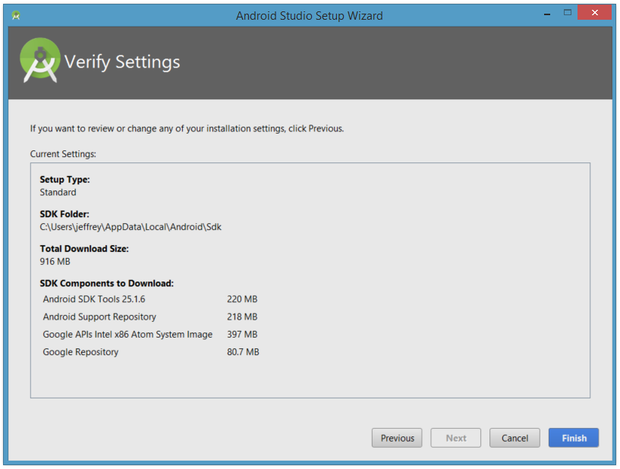 Android Studio Setup Wizard
Verify Settings
If you want to review or change any of your installation settings, click Previous.
Current Settings:
Setup Type:
Standard
SDK Folder:
C:\Users\jeffrey\AppData\Local\Android\Sdk
Total Download Size:
916 MB
SDK Components to Download:
Android SDK Tools 25.1.6 220 MB
Android Support Repository 218 MB
Google APIs Intel x86 Atom System Image 397 MB
Google Repository 80.7 MB
Previous Next Cancel Finish